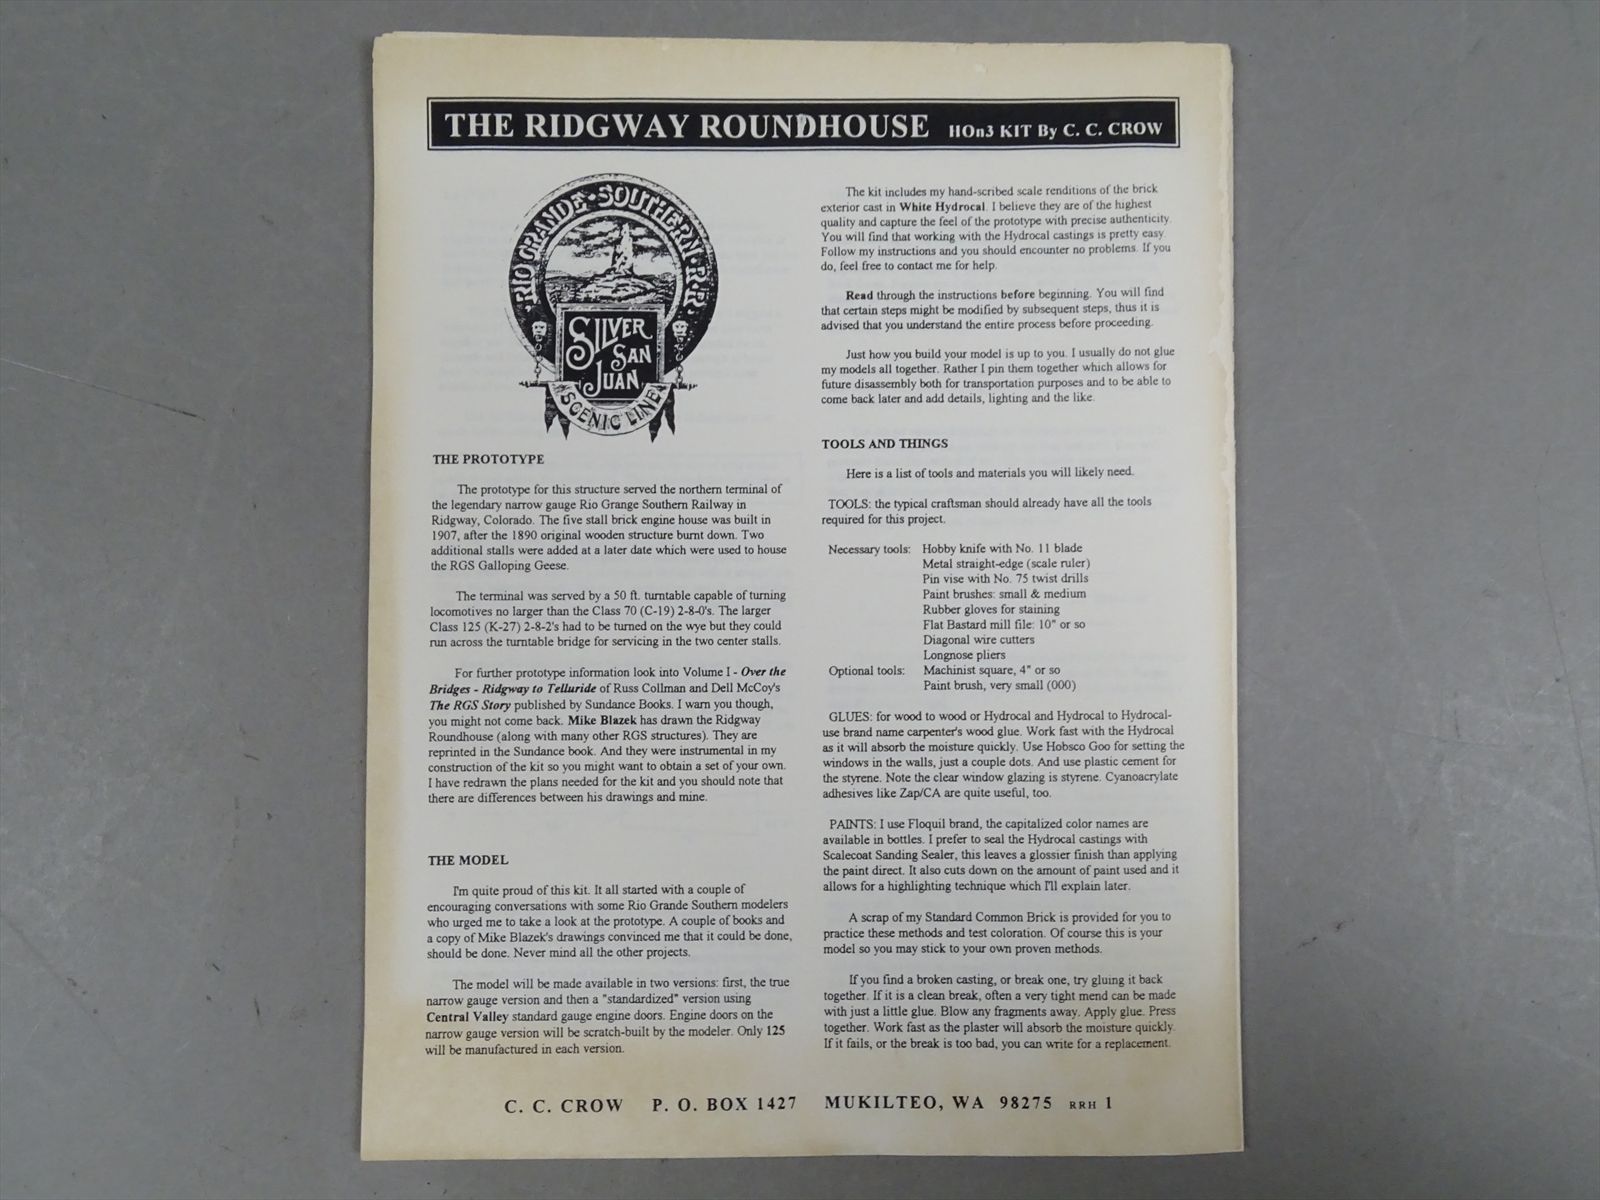 THE RIDGWAY ROUNDHOUSE HOn3 KIT By C. C. CROW
RIO GRANDE · SOUTHERN · R.R.
SILVER
SAN
JUAN
SCENIC LINE
THE PROTOTYPE
The prototype for this structure served the northern terminal of
the legendary narrow gauge Rio Grange Southern Railway in
Ridgway, Colorado. The five stall brick engine house was built in
1907, after the 1890 original wooden structure burnt down. Two
additional stalls were added at a later date which were used to house
the RGS Galloping Geese.
The terminal was served by a 50 ft. turntable capable of turning
locomotives no larger than the Class 70 (C-19) 2-8-0's. The larger
Class 125 (K-27) 2-8-2's had to be turned on the wye but they could
run across the turntable bridge for servicing in the two center stalls.
For further prototype information look into Volume I - Over the
Bridges - Ridgway to Telluride of Russ Collman and Dell McCoy's
The RGS Story published by Sundance Books. I warn you though,
you might not come back. Mike Blazek has drawn the Ridgway
Roundhouse (along with many other RGS structures). They are
reprinted in the Sundance book. And they were instrumental in my
construction of the kit so you might want to obtain a set of your own.
I have redrawn the plans needed for the kit and you should note that
there are differences between his drawings and mine.
THE MODEL
I'm quite proud of this kit. It all started with a couple of
encouraging conversations with some Rio Grande Southern modelers
who urged me to take a look at the prototype. A couple of books and
a copy of Mike Blazek's drawings convinced me that it could be done,
should be done. Never mind all the other projects.
The model will be made available in two versions: first, the true
narrow gauge version and then a "standardized" version using
Central Valley standard gauge engine doors. Engine doors on the
narrow gauge version will be scratch-built by the modeler. Only 125
will be manufactured in each version.
The kit includes my hand-scribed scale renditions of the brick
exterior cast in White Hydrocal. I believe they are of the highest
quality and capture the feel of the prototype with precise authenticity.
You will find that working with the Hydrocal castings is pretty easy.
Follow my instructions and you should encounter no problems. If you
do, feel free to contact me for help.
Read through the instructions before beginning. You will find
that certain steps might be modified by subsequent steps, thus it is
advised that you understand the entire process before proceeding.
Just how you build your model is up to you. I usually do not glue
my models all together. Rather I pin them together which allows for
future disassembly both for transportation purposes and to be able to
come back later and add details, lighting and the like.
TOOLS AND THINGS
Here is a list of tools and materials you will likely need.
TOOLS: the typical craftsman should already have all the tools
required for this project.
Necessary tools: Hobby knife with No. 11 blade
Metal straight-edge (scale ruler)
Pin vise with No. 75 twist drills
Paint brushes: small & medium
Rubber gloves for staining
Flat Bastard mill file: 10" or so
Diagonal wire cutters
Longnose pliers
Optional tools: Machinist square, 4" or so
Paint brush, very small (000)
GLUES: for wood to wood or Hydrocal and Hydrocal to Hydrocal-
use brand name carpenter's wood glue. Work fast with the Hydrocal
as it will absorb the moisture quickly. Use Hobsco Goo for setting the
windows in the walls, just a couple dots. And use plastic cement for
the styrene. Note the clear window glazing is styrene. Cyanoacrylate
adhesives like Zap/CA are quite useful, too.
PAINTS: I use Floquil brand, the capitalized color names are
available in bottles. I prefer to seal the Hydrocal castings with
Scalecoat Sanding Sealer, this leaves a glossier finish than applying
the paint direct. It also cuts down on the amount of paint used and it
allows for a highlighting technique which I'll explain later.
A scrap of my Standard Common Brick is provided for you to
practice these methods and test coloration. Of course this is your
model so you may stick to your own proven methods.
If you find a broken casting, or break one, try gluing it back
together. If it is a clean break, often a very tight mend can be made
with just a little glue. Blow any fragments away. Apply glue. Press
together. Work fast as the plaster will absorb the moisture quickly.
If it fails, or the break is too bad, you can write for a replacement.
C. C. CROW P. O. BOX 1427 MUKILTEO, WA 98275 RRH 1